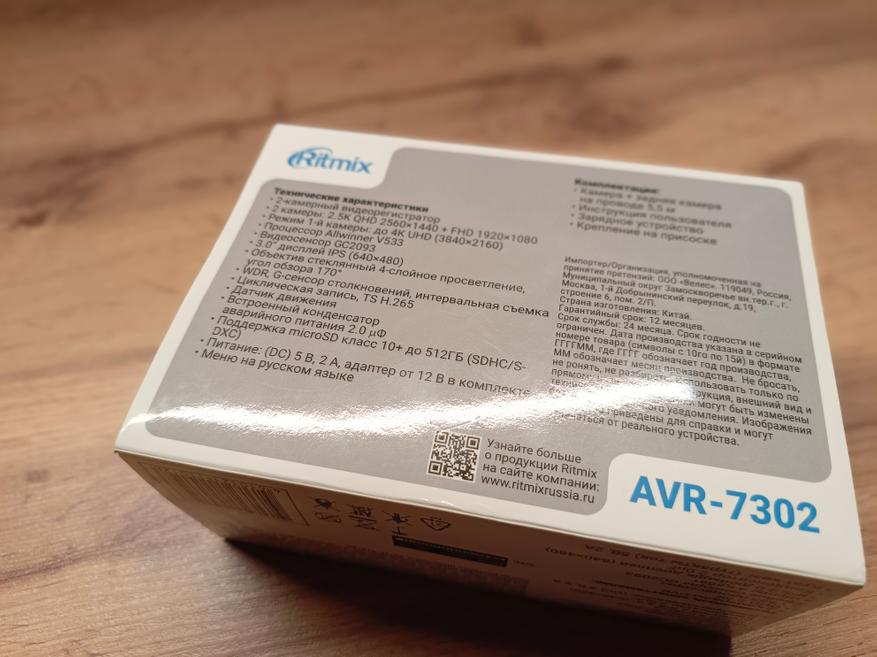 Ritmix
Технические характеристики
• 2-камерный видеорегистратор
• 2 камеры: 2.5K QHD 2560×1440 + FHD 1920×1080
• Режим 1-й камеры: до 4K UHD (3840×2160)
• Процессор Allwinner V533
• Видеосенсор GC2093
• 3.0" дисплей IPS (640×480)
• Объектив стеклянный 4-слойное просветление,
угол обзора 170°
• WDR, G-сенсор столкновений, интервальная съемка
• Циклическая запись, TS H.265
• Датчик движения
• Встроенный конденсатор
аварийного питания 2.0 µФ
• Поддержка microSD класс 10+ до 512ГБ (SDHC/S-
DXC)
• Питание: (DC) 5 В, 2 А, адаптер от 12 В в комплекте
• Меню на русском языке
Комплектация:
• Камера + задняя камера
на проводе 5,5 м
• Инструкция пользователя
• Зарядное устройство
• Крепление на присоске
Импортер/Организация, уполномоченная на
принятие претензий: ООО «Велес». 119049, Россия,
Муниципальный округ Замоскворечье вн.тер.г., г.
Москва, 1-й Добрынинский переулок, д.19,
строение 6, пом. 2/П.
Страна изготовления: Китай.
Гарантийный срок: 12 месяцев.
Срок службы: 24 месяца. Срок годности не
ограничен. Дата производства указана в серийном
номере товара (символы с 10го по 15й) в формате
ГГГГММ, где ГГГГ обозначает год производства,
ММ обозначает месяц производства. Не бросать,
не ронять, не разбирать, использовать только по
внешний вид и
могут быть изменены
уведомления. Изображения
приведены для справки и могут
от реального устройства.
Узнайте больше
о продукции Ritmix
на сайте компании:
www.ritmixrussia.ru
AVR-7302